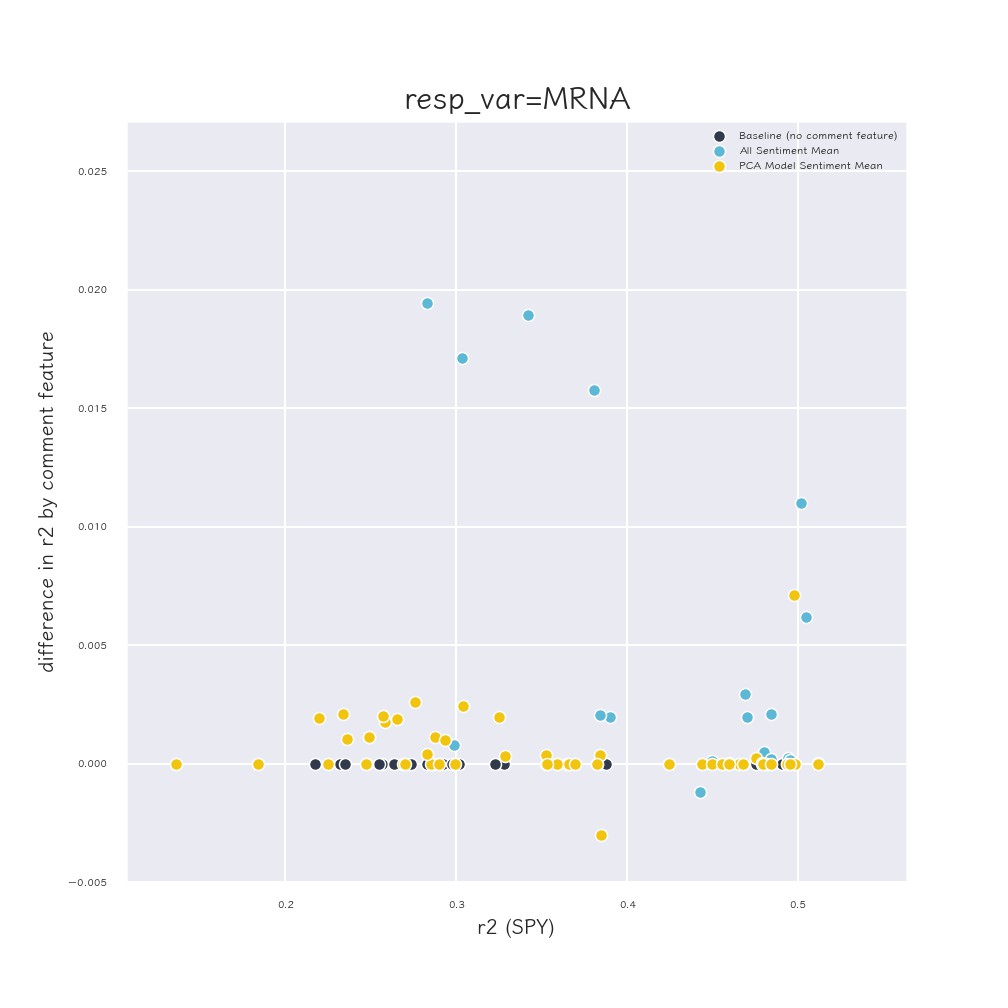 resp_var=MRNA
Baseline (no comment feature)
All Sentiment Mean
PCA Model Sentiment Mean
difference in r2 by comment feature
0.025
0.020
0.015
0.010
0.005
0.000
−0.005
0.2 0.3 0.4 0.5
r2 (SPY)